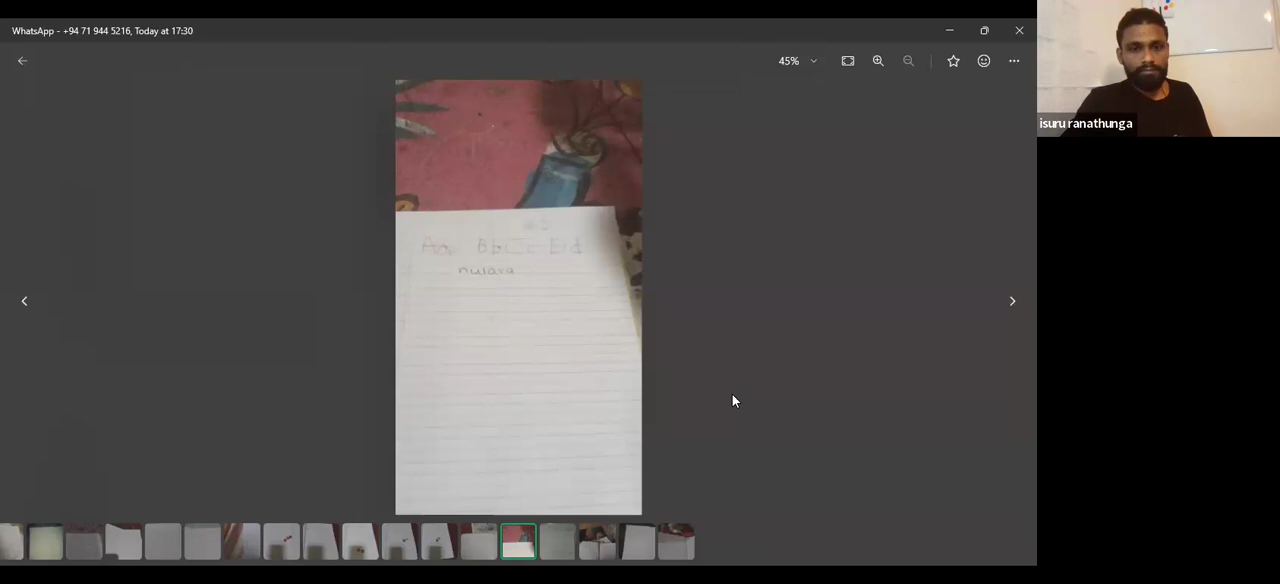 WhatsApp - +94 71 944 5216, Today at 17:30
45%
isuru ranathunga
Aa Bb Cc Dd
nulara